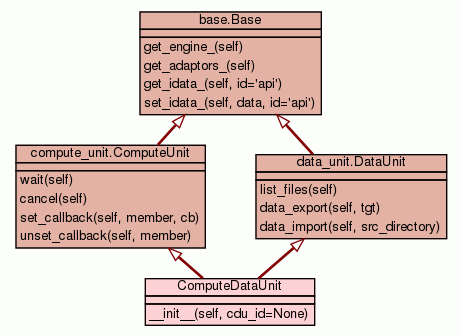 base.Base
get_engine_(self)
get_adaptors_(self)
get_idata_(self, id='api')
set_idata_(self, data, id='api')
compute_unit.ComputeUnit
wait(self)
cancel(self)
set_callback(self, member, cb)
unset_callback(self, member)
data_unit.DataUnit
list_files(self)
data_export(self, tgt)
data_import(self, src_directory)
ComputeDataUnit
__init__(self, cdu_id=None)